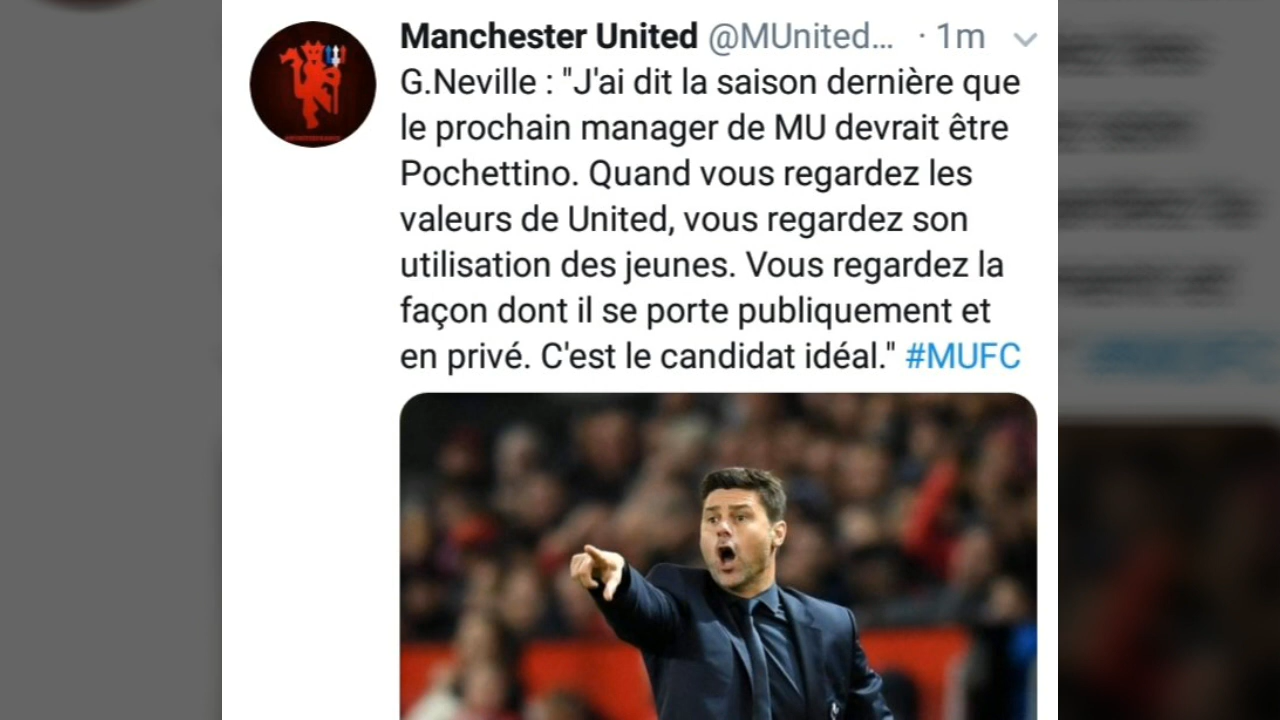 Manchester United @MUnited... · 1m
G.Neville : "J'ai dit la saison dernière que
le prochain manager de MU devrait être
Pochettino. Quand vous regardez les
valeurs de United, vous regardez son
utilisation des jeunes. Vous regardez la
façon dont il se porte publiquement et
en privé. C'est le candidat idéal." #MUFC